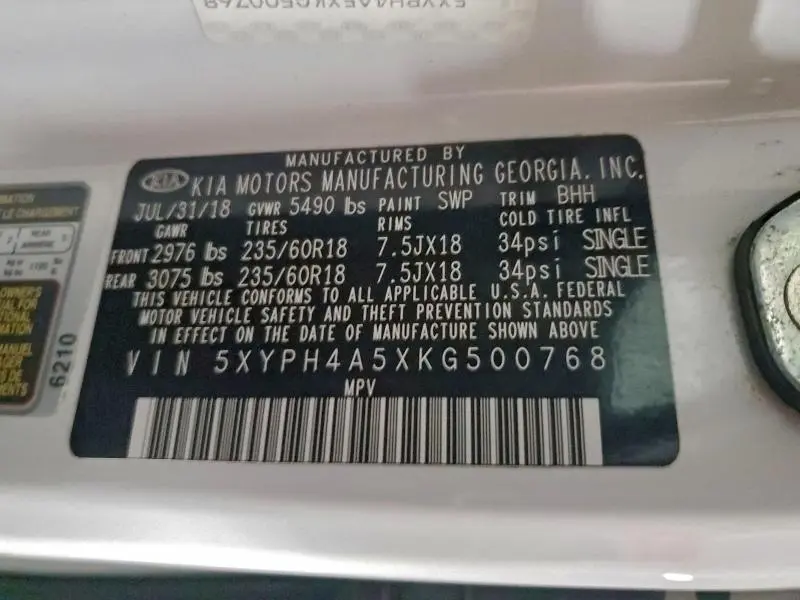 5XYPH4A5XKG500768
MANUFACTURED BY
KIA KIA MOTORS MANUFACTURING GEORGIA, INC.
JUL/31/18 GVWR 5490 lbs PAINT SWP TRIM BHH
GAWR TIRES RIMS COLD TIRE INFL
FRONT 2976 lbs 235/60R18 7.5JX18 34psi SINGLE
REAR 3075 lbs 235/60R18 7.5JX18 34psi SINGLE
THIS VEHICLE CONFORMS TO ALL APPLICABLE U.S.A. FEDERAL
MOTOR VEHICLE SAFETY AND THEFT PREVENTION STANDARDS
IN EFFECT ON THE DATE OF MANUFACTURE SHOWN ABOVE
VIN 5XYPH4A5XKG500768
MPV
6210